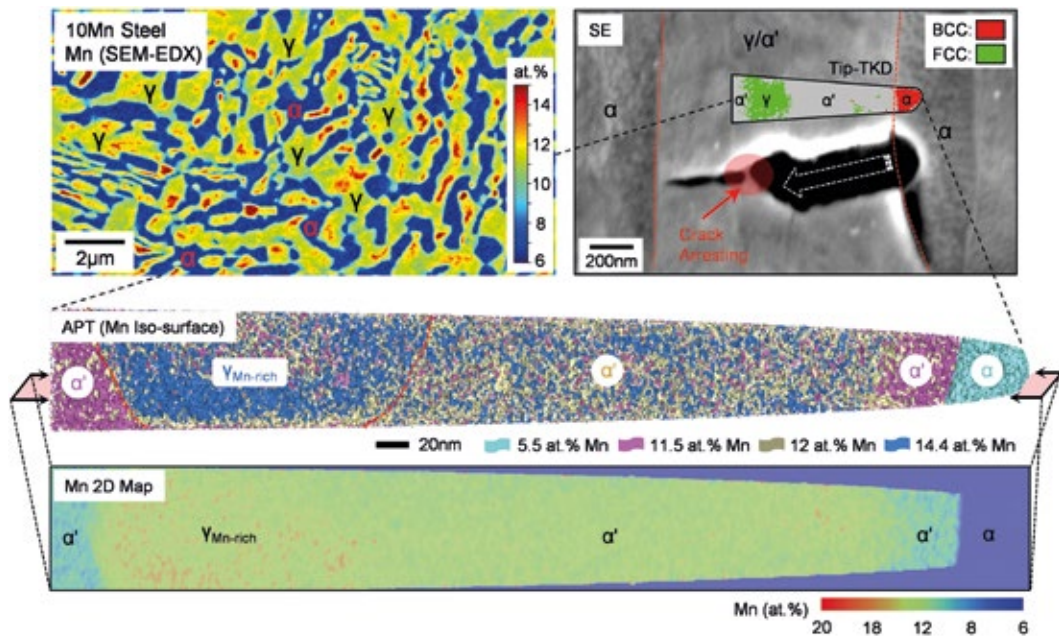 10Mn Steel
Mn (SEM-EDX)
γ
γ
γ
γ
γ
α
α
α
at.%
14
12
10
8
6
2μm
SE
BCC:
FCC:
γ/α'
Tip-TKD
α'
γ
α'
α
α
α
Crack
Arresting
200nm
APT (Mn Iso-surface)
α'
γMn-rich
α'
α'
α
20nm
5.5 at.% Mn
11.5 at.% Mn
12 at.% Mn
14.4 at.% Mn
Mn 2D Map
α'
γMn-rich
α'
α'
α
Mn (at.%)
20
18
12
8
6